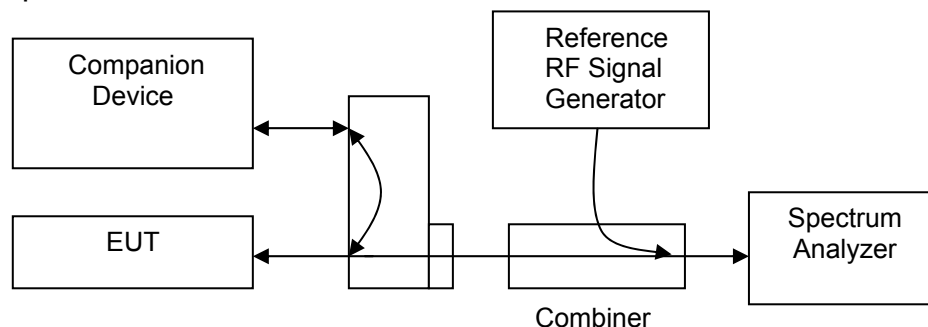 Companion
Device
Reference
RF Signal
Generator
EUT
Spectrum
Analyzer
Combiner